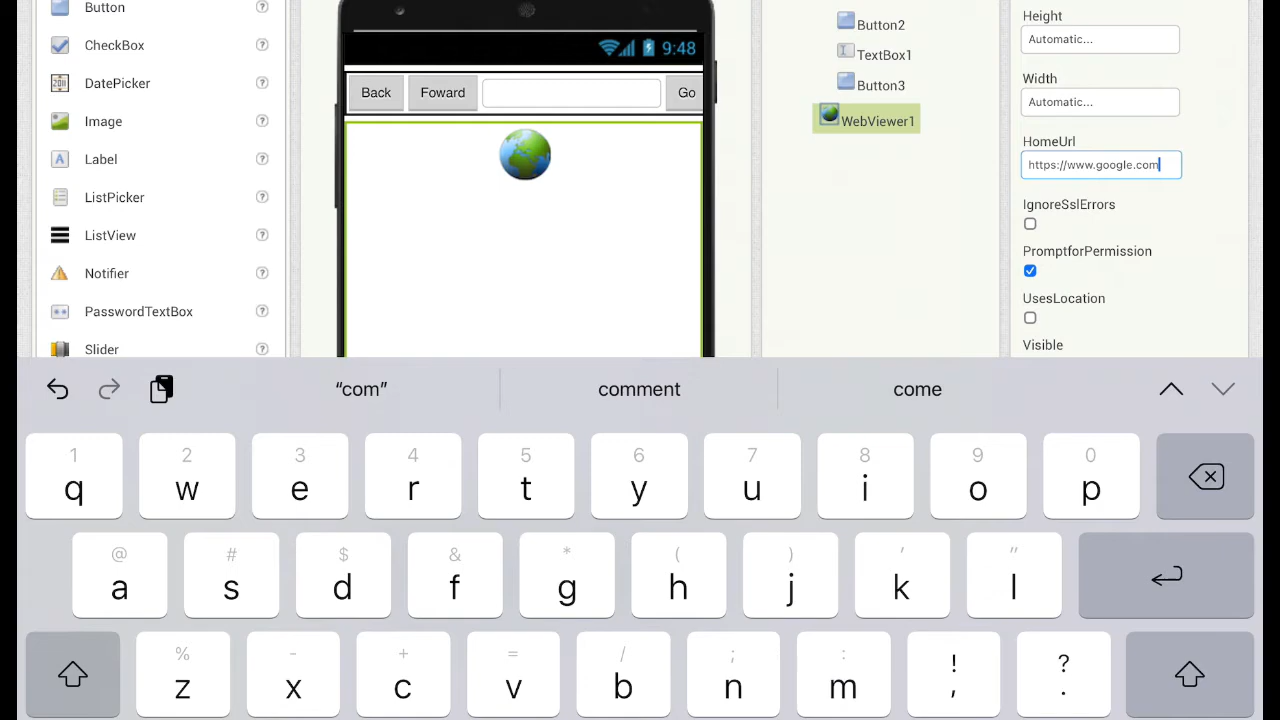 Button
CheckBox
DatePicker
Image
Label
ListPicker
ListView
Notifier
PasswordTextBox
Slider
9:48
Back
Foward
Go
Button2
TextBox1
Button3
WebViewer1
Height
Automatic...
Width
Automatic...
HomeUrl
https://www.google.com
IgnoreSslErrors
PromptforPermission
UsesLocation
Visible
“com”
comment
come
1 2 3 4 5 6 7 8 9 0
q w e r t y u i o p
@ # $ & * ( ) ' "
a s d f g h j k l
% - + = / ; : ! ?
z x c v b n m , .